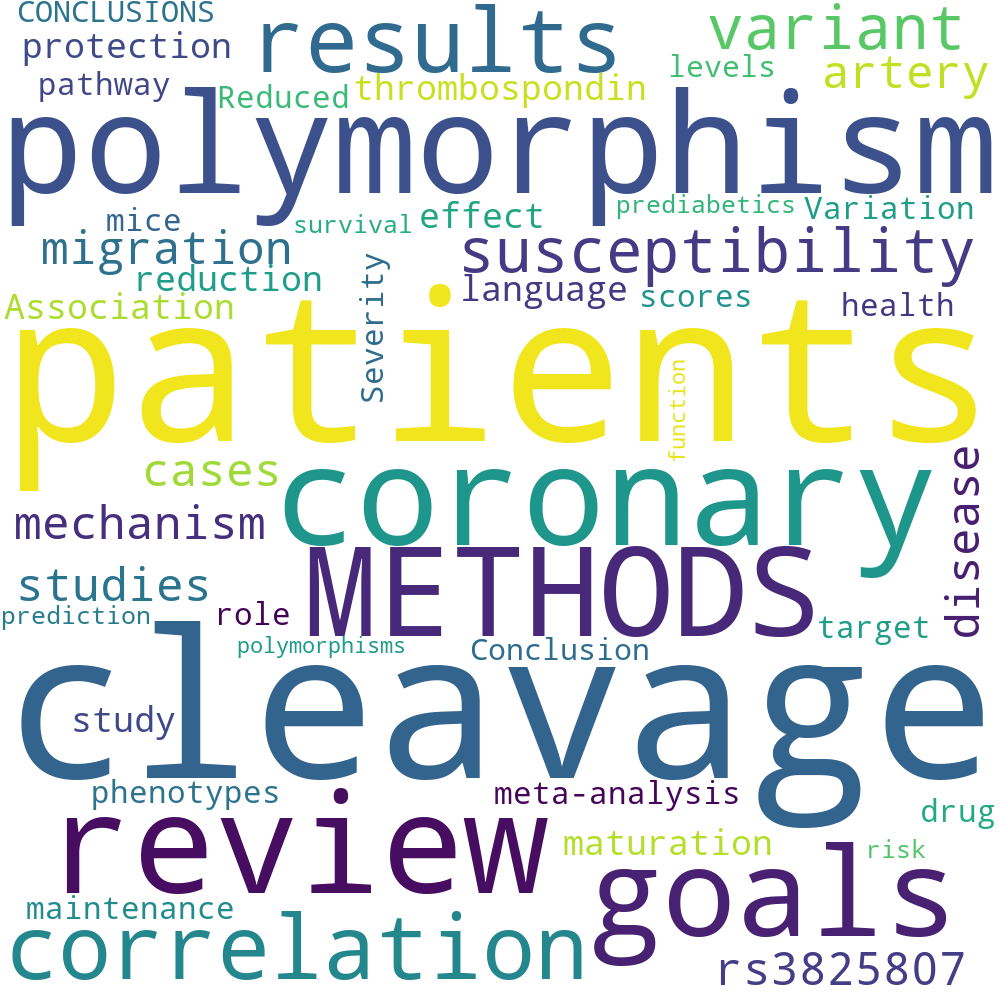 CONCLUSIONS
results
variant
protection
levels
artery
pathway
Reduced
thrombospondin
polymorphism
prediabetics
Variation
mice
survival
effect
migration
susceptibility
reduction
language
scores
health
Association
Severity
patients
function
cases
coronary
disease
mechanism
METHODS
studies
prediction
role
target
polymorphisms
Conclusion
cleavage
study
phenotypes
meta-analysis
drug
review
maturation
risk
goals
maintenance
correlation
rs3825807